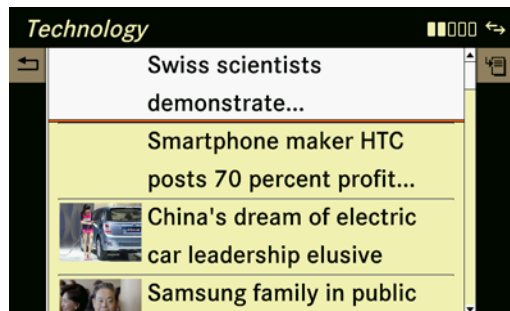 Technology
Swiss scientists
demonstrate...
Smartphone maker HTC
posts 70 percent profit...
China's dream of electric
car leadership elusive
Samsung family in public